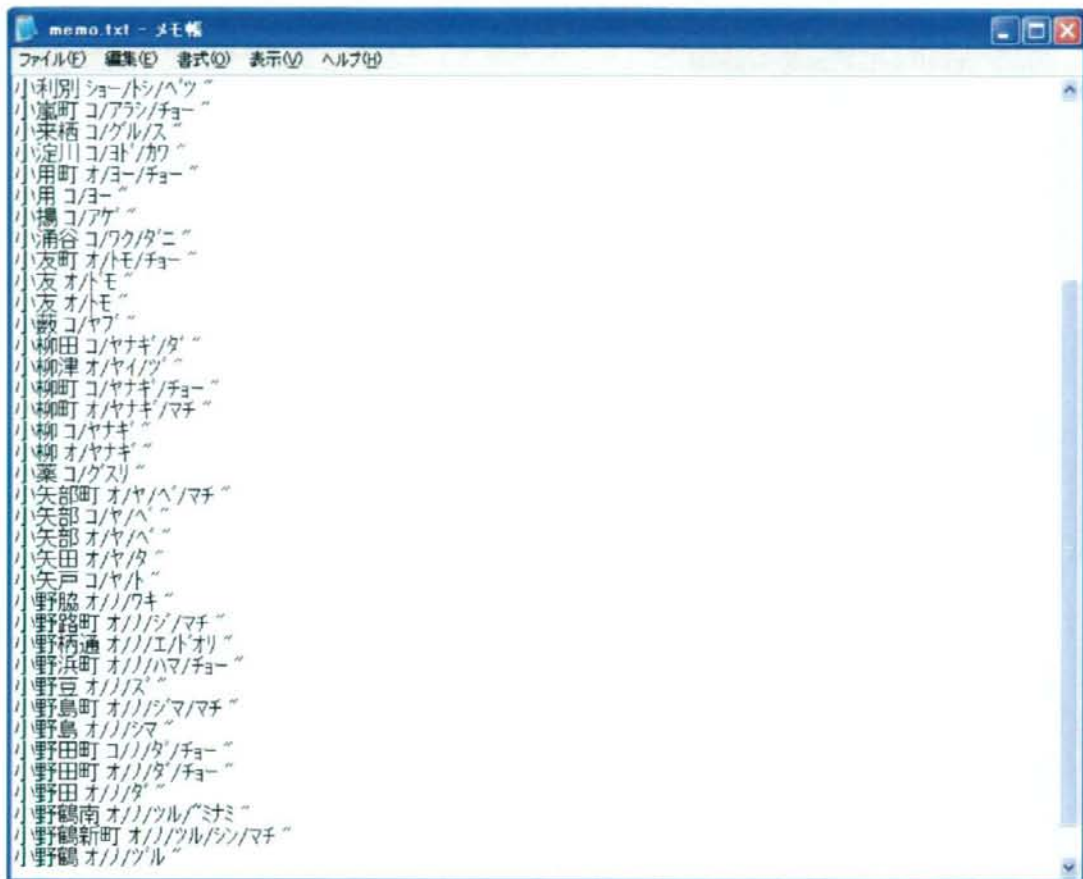 memo.txt - メモ帳
ファイル(F) 編集(E) 書式(O) 表示(V) ヘルプ(H)
小利別 ショー/トシ/ベツ 〃
小嵐町 コ/アラシ/チョー 〃
小来栖 コ/グル/ス 〃
小淀川 コ/ヨド/カワ 〃
小用町 オ/ヨー/チョー 〃
小用 コ/ヨー 〃
小揚 コ/アゲ 〃
小涌谷 コ/ワク/ダニ 〃
小友町 オ/トモ/チョー 〃
小友 オ/ドモ 〃
小友 オ/トモ 〃
小藪 コ/ヤブ 〃
小柳田 コ/ヤナギ/ダ 〃
小柳津 オ/ヤイ/ヅ 〃
小柳町 コ/ヤナギ/チョー 〃
小柳町 オ/ヤナギ/マチ 〃
小柳 コ/ヤナギ 〃
小柳 オ/ヤナギ 〃
小薬 コ/グスリ 〃
小矢部町 オ/ヤ/ベ/マチ 〃
小矢部 コ/ヤ/ベ 〃
小矢部 オ/ヤ/ベ 〃
小矢田 オ/ヤ/タ 〃
小矢戸 コ/ヤ/ト 〃
小野脇 オ/ノ/ワキ 〃
小野路町 オ/ノ/ジ/マチ 〃
小野柄通 オ/ノ/エ/ドオリ 〃
小野浜町 オ/ノ/ハマ/チョー 〃
小野豆 オ/ノ/ズ 〃
小野島町 オ/ノ/ジマ/マチ 〃
小野島 オ/ノ/シマ 〃
小野田町 コ/ノ/ダ/チョー 〃
小野田町 オ/ノ/ダ/チョー 〃
小野田 オ/ノ/ダ 〃
小野鶴南 オ/ノ/ツル/^ミナミ 〃
小野鶴新町 オ/ノ/ツル/シン/マチ 〃
小野鶴 オ/ノ/ヅル 〃